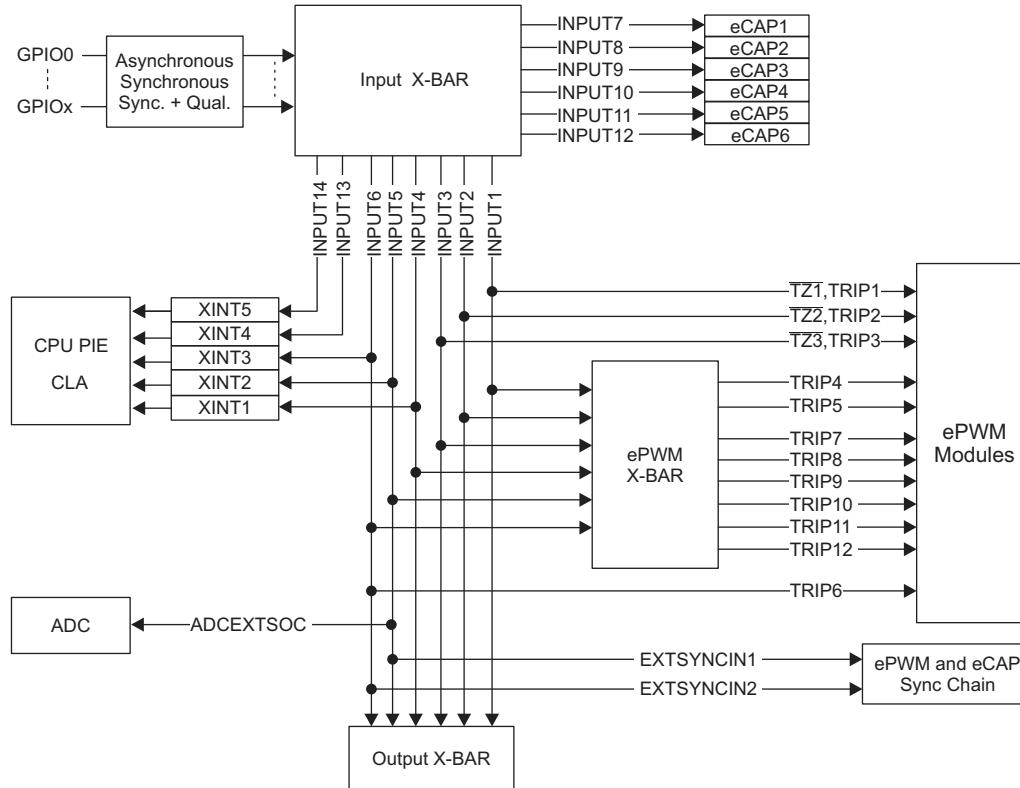 GPIO0
GPIOx
Asynchronous
Synchronous
Sync. + Qual.
Input X-BAR
INPUT7
INPUT8
INPUT9
INPUT10
INPUT11
INPUT12
eCAP1
eCAP2
eCAP3
eCAP4
eCAP5
eCAP6
INPUT14
INPUT13
INPUT6
INPUT5
INPUT4
INPUT3
INPUT2
INPUT1
CPU PIE
CLA
XINT5
XINT4
XINT3
XINT2
XINT1
TZ1,TRIP1
TZ2,TRIP2
TZ3,TRIP3
ePWM
X-BAR
TRIP4
TRIP5
TRIP7
TRIP8
TRIP9
TRIP10
TRIP11
TRIP12
TRIP6
ePWM
Modules
ADC
ADCEXTSOC
EXTSYNCIN1
EXTSYNCIN2
ePWM and eCAP
Sync Chain
Output X-BAR